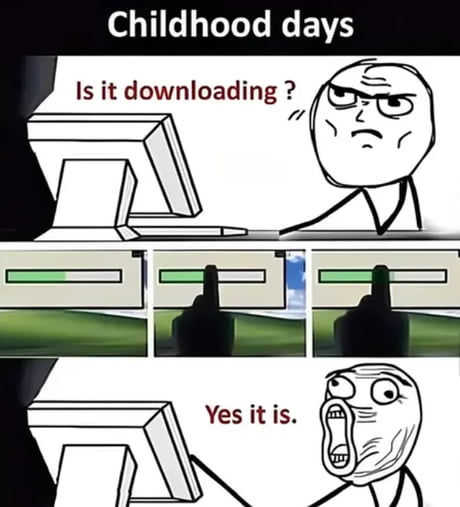 Childhood days
Is it downloading ?
Yes it is.